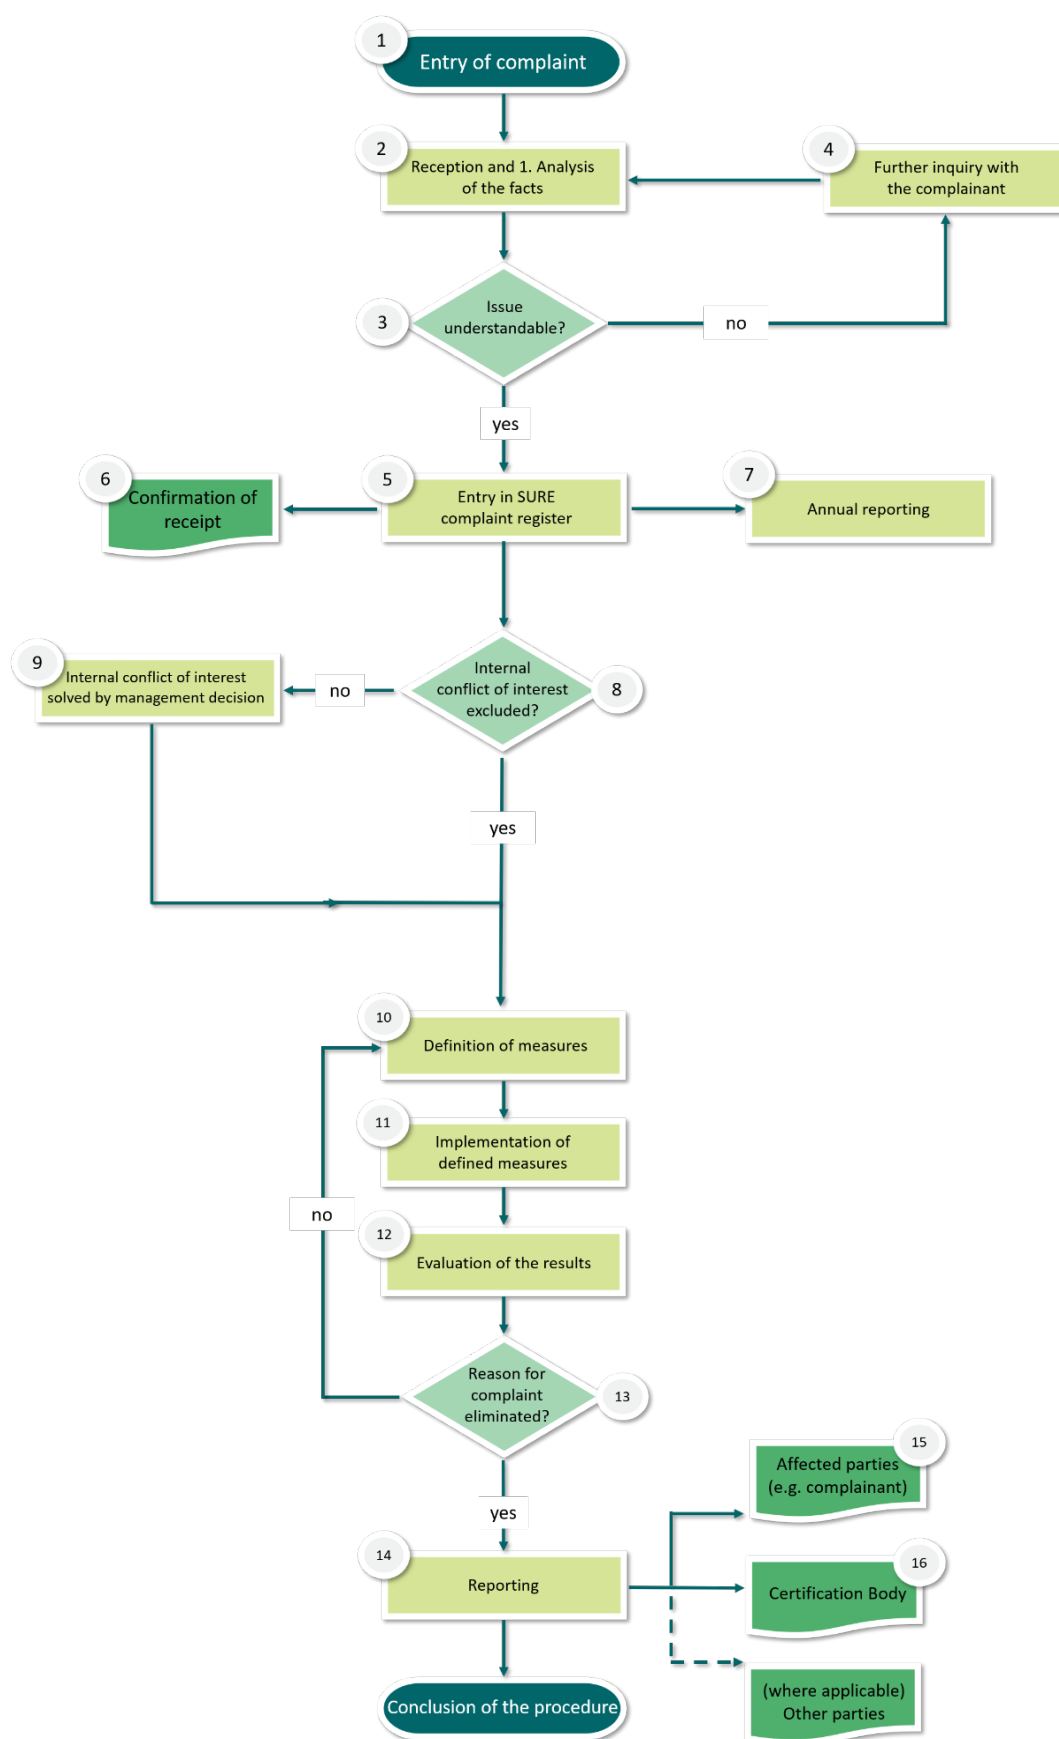 1
Entry of complaint
2
Reception and 1. Analysis
of the facts
4
Further inquiry with
the complainant
3
Issue
understandable?
no
yes
6
Confirmation of
receipt
5
Entry in SURE
complaint register
7
Annual reporting
9
Internal conflict of interest
solved by management decision
no
Internal
conflict of interest
excluded?
8
yes
10
Definition of measures
11
Implementation of
defined measures
no
12
Evaluation of the results
Reason for
complaint
eliminated?
13
yes
15
Affected parties
(e.g. complainant)
14
Reporting
16
Certification Body
(where applicable)
Other parties
Conclusion of the procedure